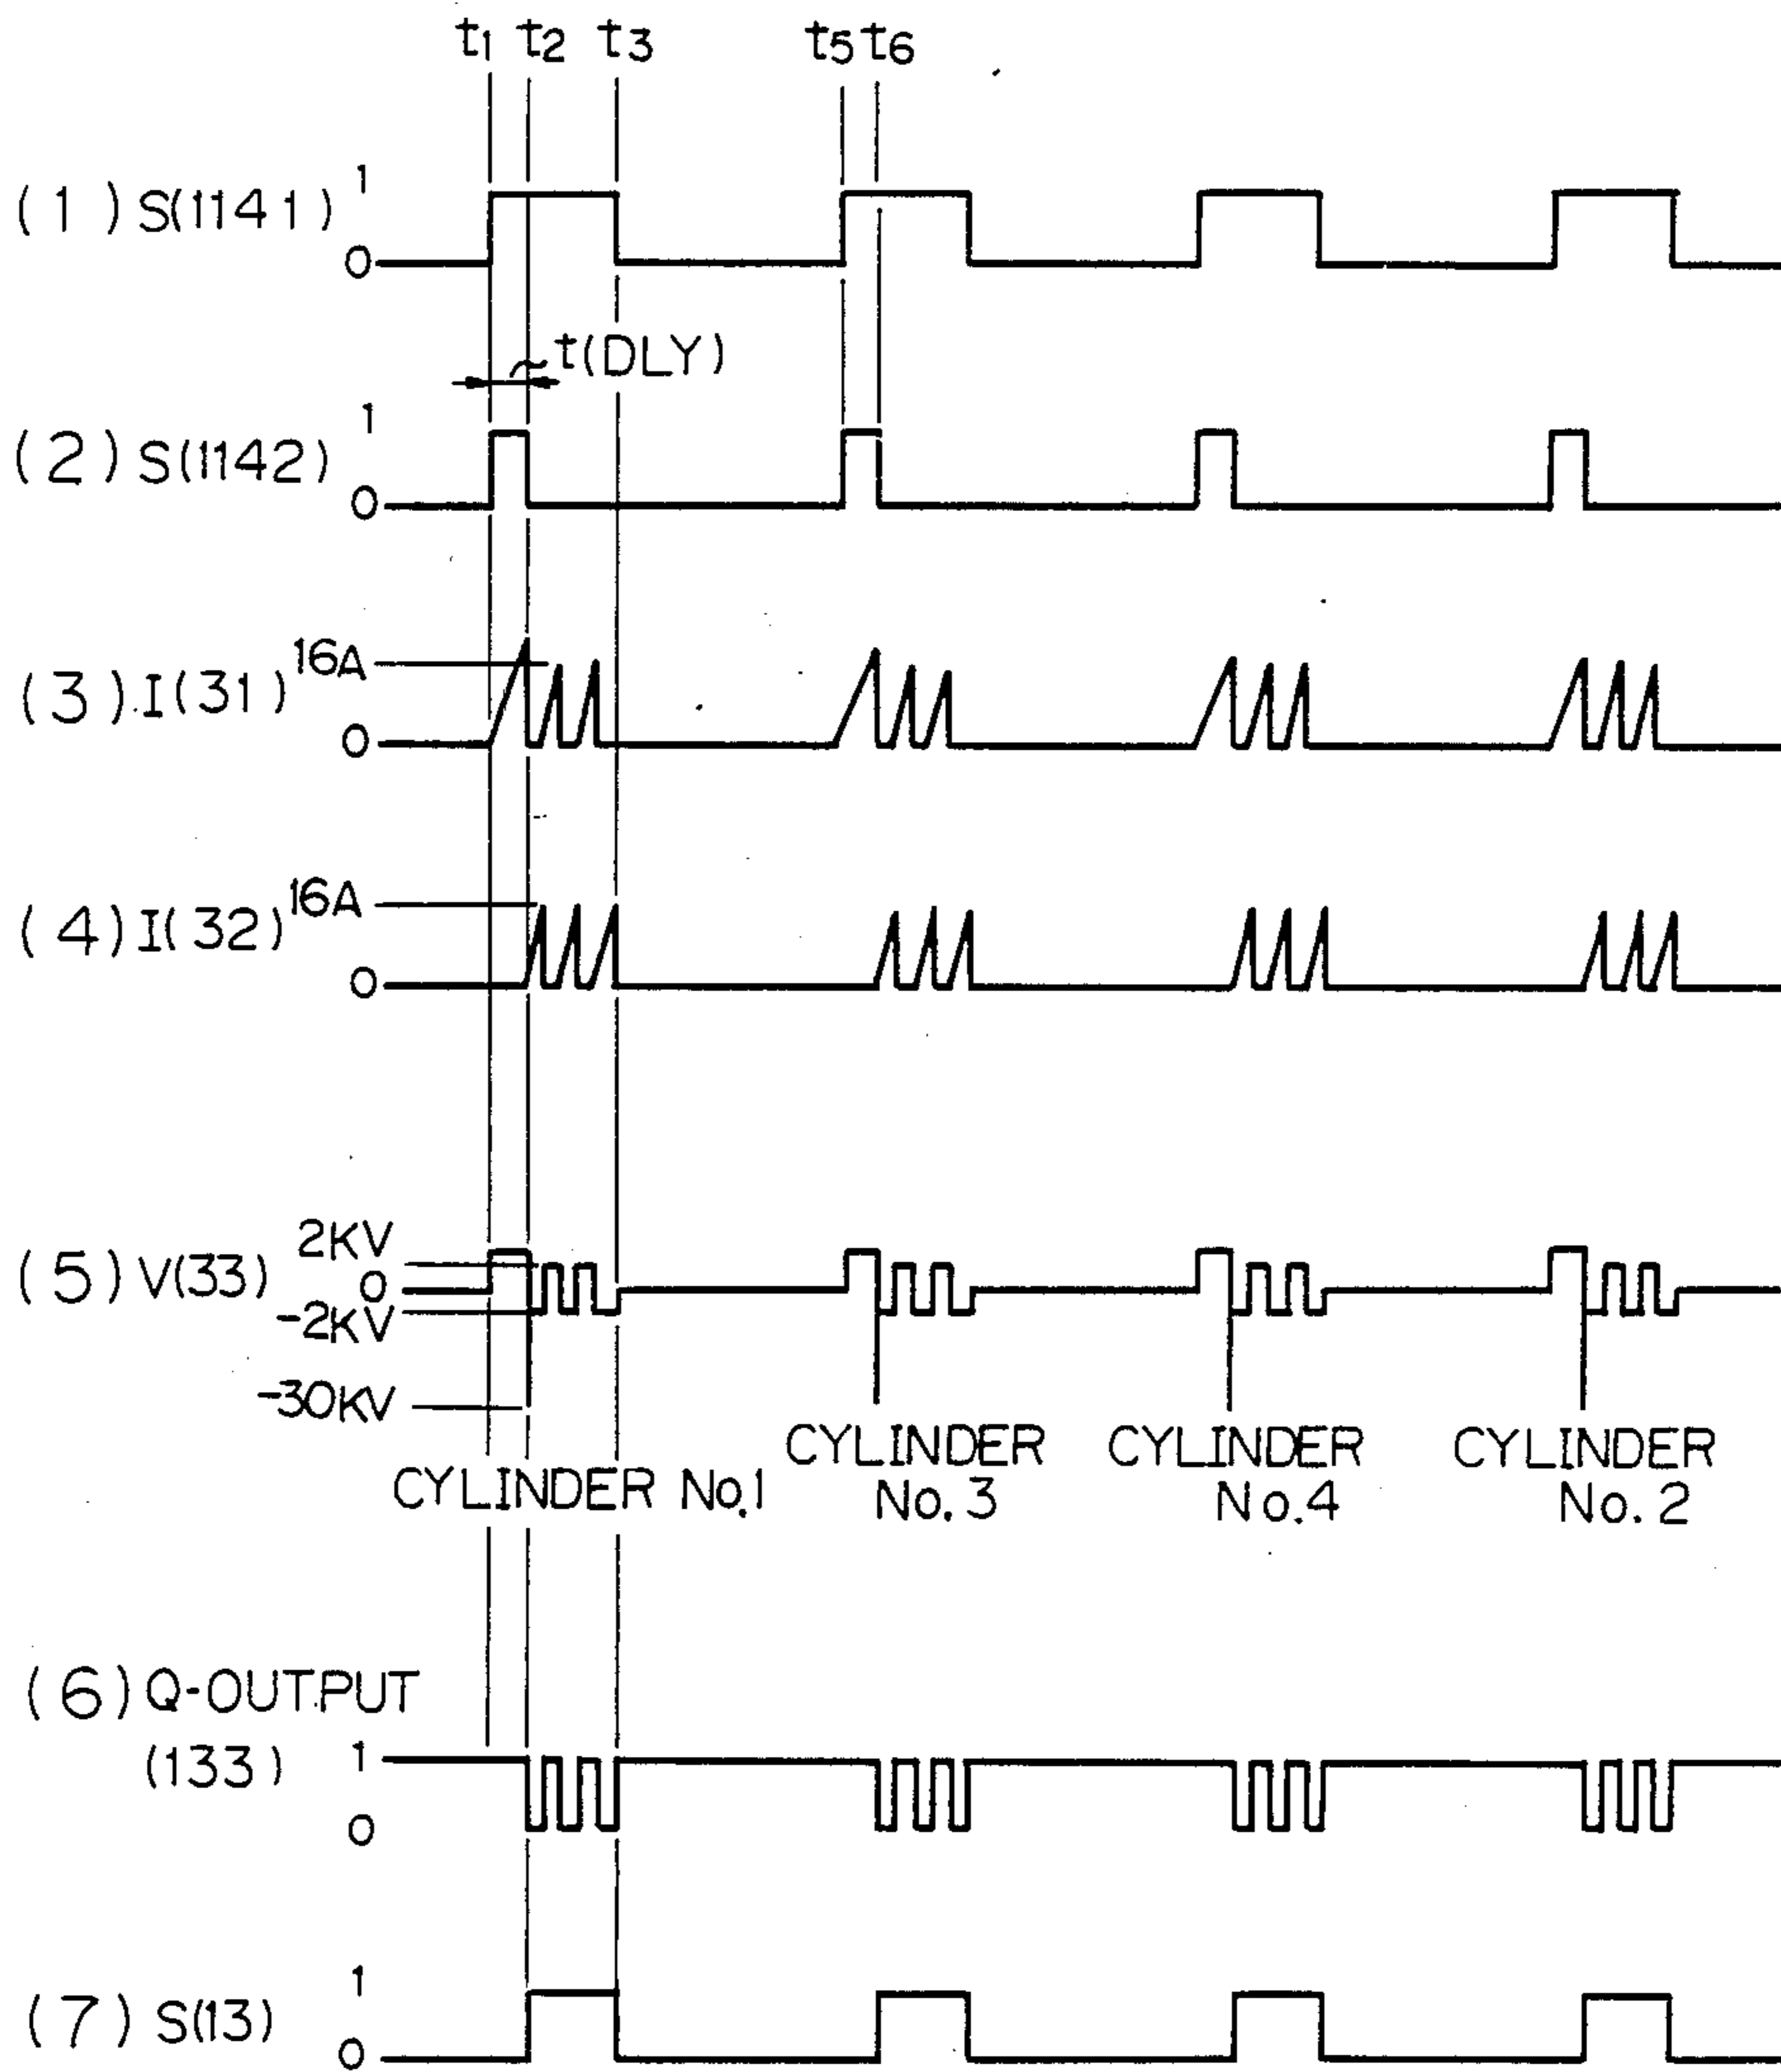 t1 t2 t3 t5 t6
(1) S(1141) 1
0
t(DLY)
(2) S(1142) 1
0
(3) I(31) 16A
0
(4) I(32) 16A
0
2KV
(5) V(33) 0
-2KV
-30KV
CYLINDER No.1
CYLINDER
No. 3
CYLINDER
No.4
CYLINDER
No. 2
(6) Q-OUTPUT
(133) 1
0
(7) S(13) 1
0